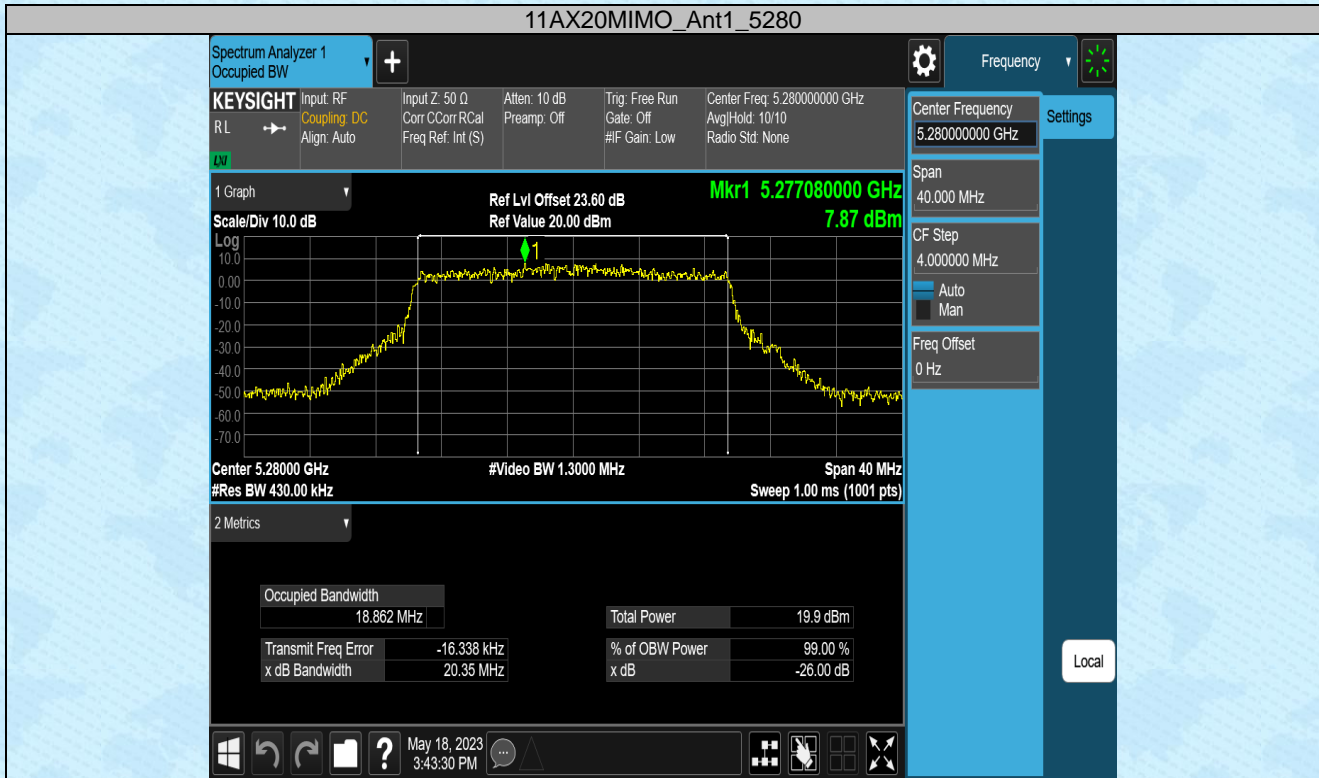 11AX20MIMO_Ant1_5280
Spectrum Analyzer 1
Occupied BW
+
Frequency
KEYSIGHT
RL
LXI
Input: RF
Coupling: DC
Align: Auto
Input Z: 50 Ω
Corr CCorr RCal
Freq Ref: Int (S)
Atten: 10 dB
Preamp: Off
Trig: Free Run
Gate: Off
#IF Gain: Low
Center Freq: 5.280000000 GHz
Avg|Hold: 10/10
Radio Std: None
Center Frequency
5.280000000 GHz
Settings
Span
40.000 MHz
CF Step
4.000000 MHz
Auto
Man
Freq Offset
0 Hz
Local
1 Graph
Scale/Div 10.0 dB
Ref Lvl Offset 23.60 dB
Ref Value 20.00 dBm
Mkr1 5.277080000 GHz
7.87 dBm
Log
10.0
0.00
-10.0
-20.0
-30.0
-40.0
-50.0
-60.0
-70.0
1
Center 5.28000 GHz
#Video BW 1.3000 MHz
Span 40 MHz
#Res BW 430.00 kHz
Sweep 1.00 ms (1001 pts)
2 Metrics
Occupied Bandwidth
18.862 MHz
Total Power 19.9 dBm
Transmit Freq Error -16.338 kHz
% of OBW Power 99.00 %
x dB Bandwidth 20.35 MHz
x dB -26.00 dB
?
May 18, 2023
3:43:30 PM